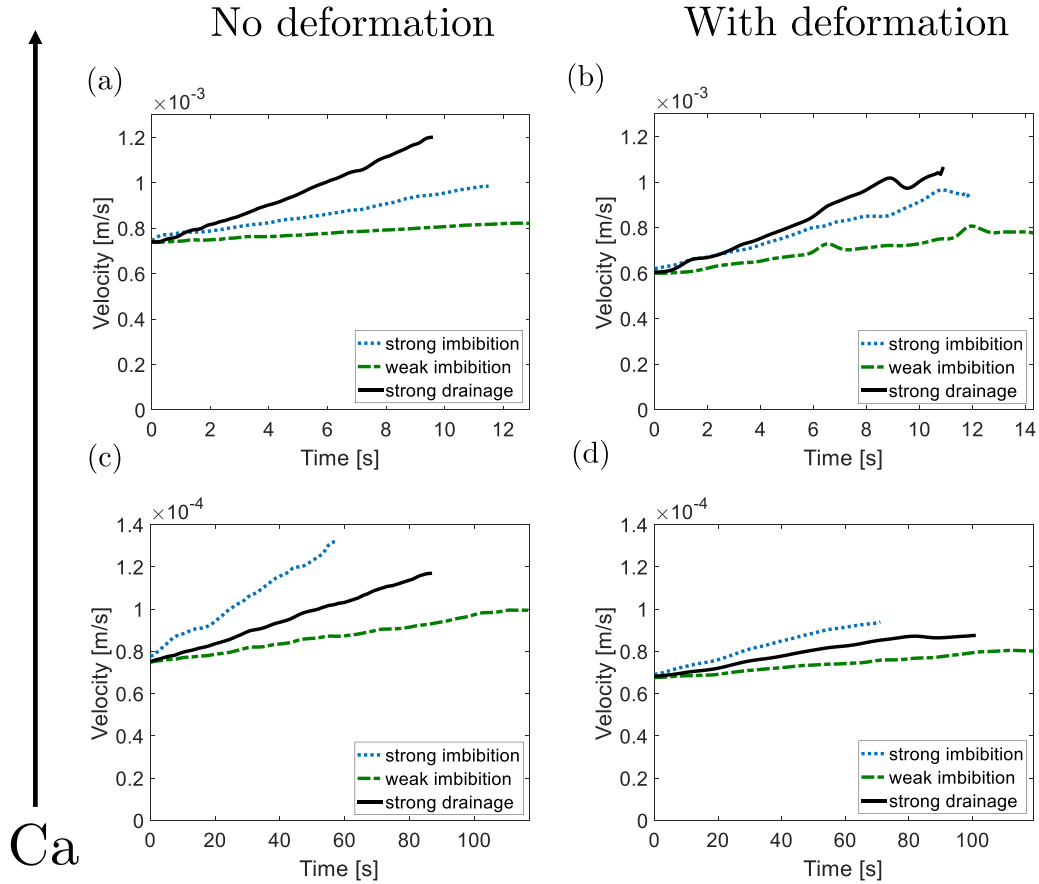 No deformation
With deformation
(a)
×10-3
Velocity [m/s]
1.2
1
0.8
0.6
0.4
0.2
0
strong imbibition
weak imbibition
strong drainage
0 2 4 6 8 10 12
Time [s]
(b)
×10-3
Velocity [m/s]
1.2
1
0.8
0.6
0.4
0.2
0
strong imbibition
weak imbibition
strong drainage
0 2 4 6 8 10 12 14
Time [s]
(c)
×10-4
Velocity [m/s]
1.4
1.2
1
0.8
0.6
0.4
0.2
0
strong imbibition
weak imbibition
strong drainage
0 20 40 60 80 100
Time [s]
(d)
×10-4
Velocity [m/s]
1.4
1.2
1
0.8
0.6
0.4
0.2
0
strong imbibition
weak imbibition
strong drainage
0 20 40 60 80 100
Time [s]
Ca